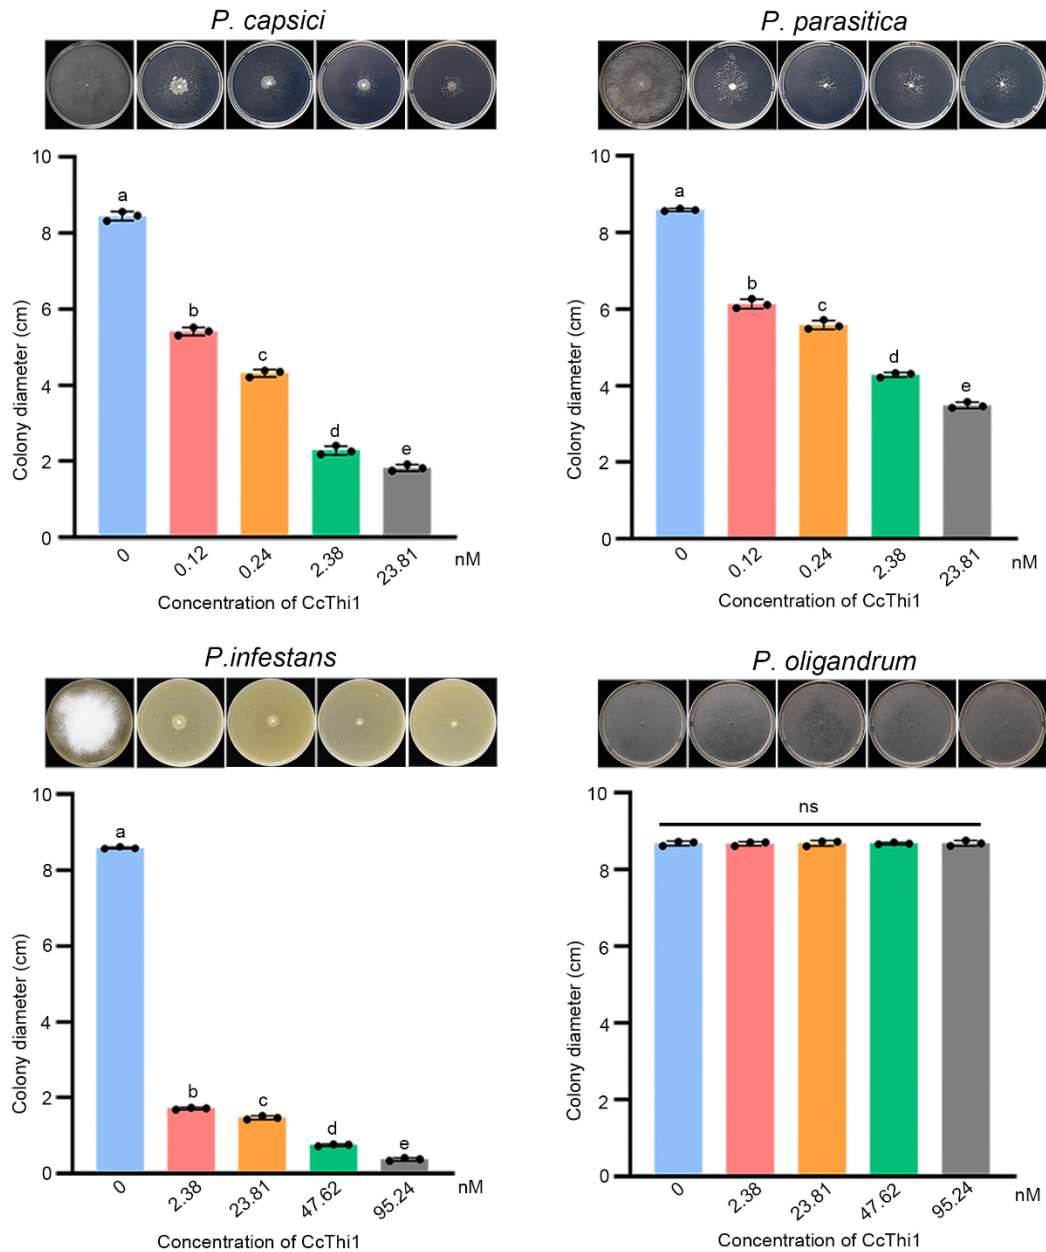 P. capsici
10
8
6
4
2
0
Colony diameter (cm)
a
b
c
d
e
0
0.12
0.24
2.38
23.81
nM
Concentration of CcThi1
P. parasitica
10
8
6
4
2
0
Colony diameter (cm)
a
b
c
d
e
0
0.12
0.24
2.38
23.81
nM
Concentration of CcThi1
P.infestans
10
8
6
4
2
0
Colony diameter (cm)
a
b
c
d
e
0
2.38
23.81
47.62
95.24
nM
Concentration of CcThi1
P. oligandrum
10
8
6
4
2
0
Colony diameter (cm)
ns
0
2.38
23.81
47.62
95.24
nM
Concentration of CcThi1